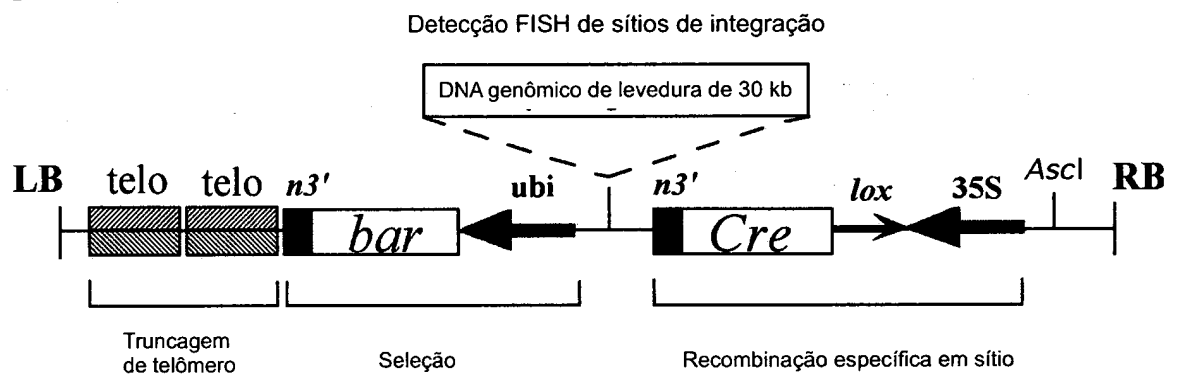 Detecção FISH de sítios de integração
DNA genômico de levedura de 30 kb
LB telo telo n3' ubi n3' lox 35S AscI RB
bar Cre
Truncagem
de telômero
Seleção
Recombinação específica em sítio